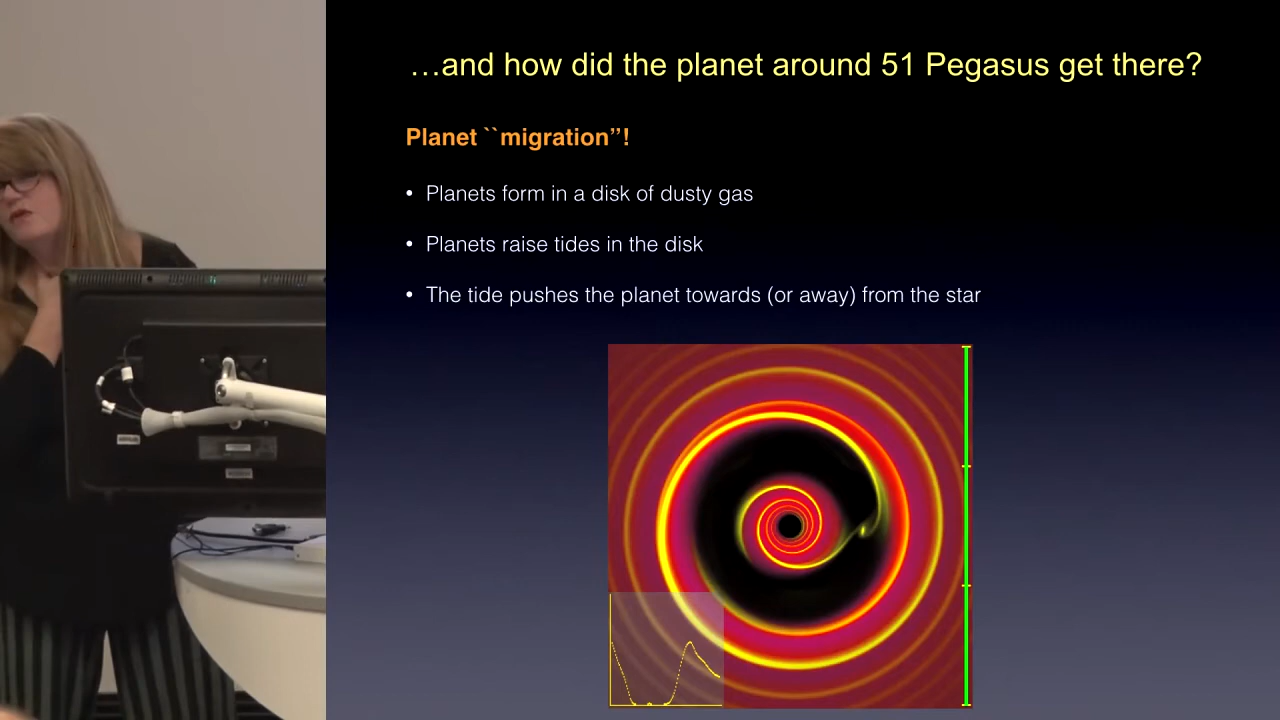 …and how did the planet around 51 Pegasus get there?
Planet ``migration”!
• Planets form in a disk of dusty gas
• Planets raise tides in the disk
• The tide pushes the planet towards (or away) from the star